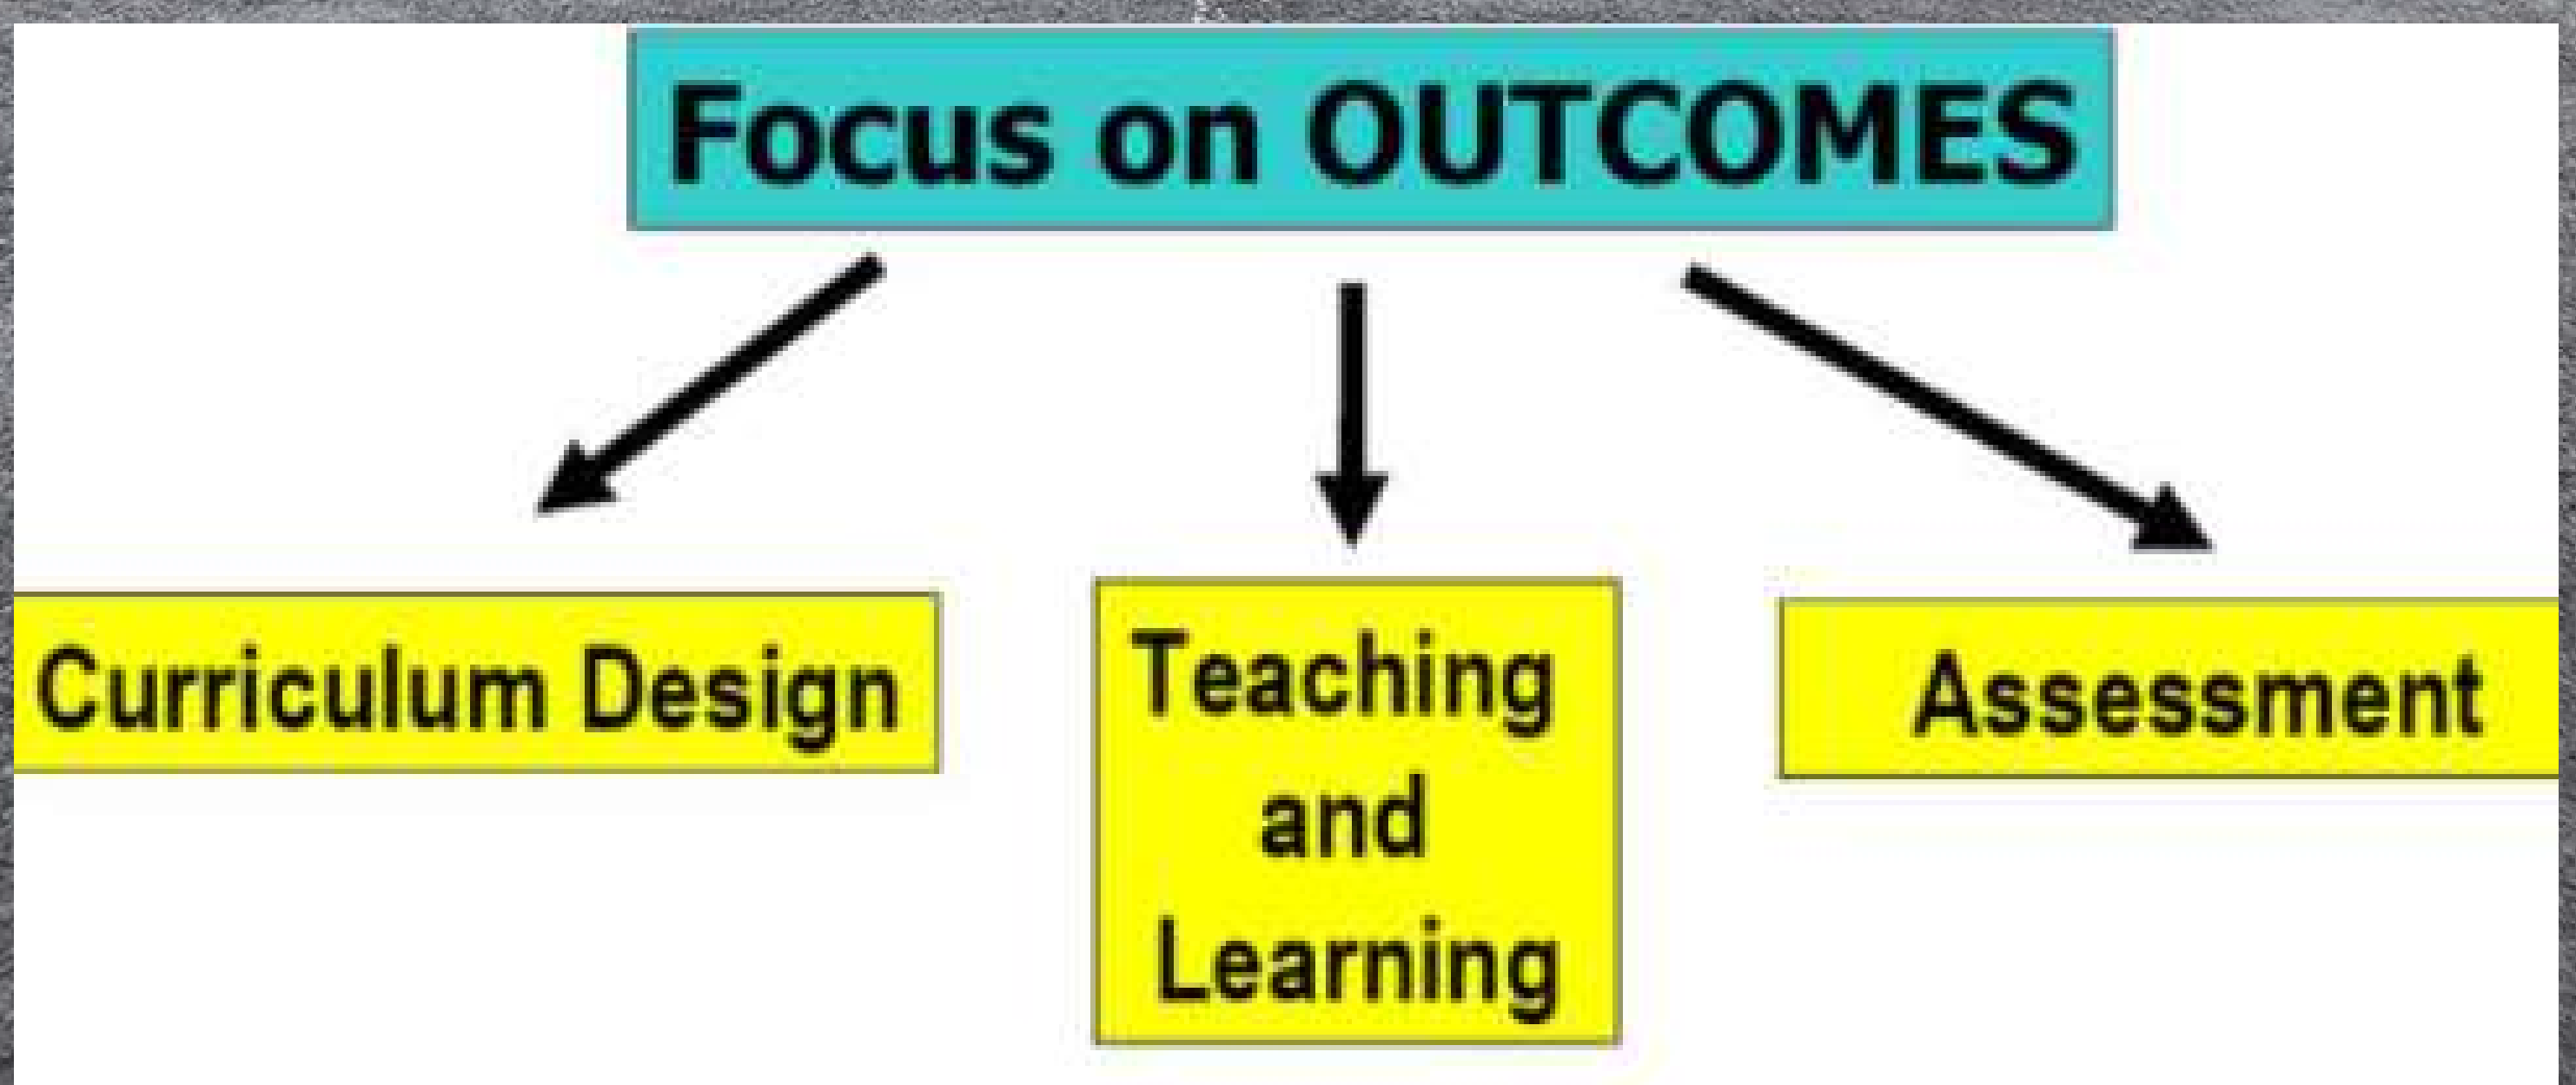 Focus on OUTCOMES
Curriculum Design
Teaching
and
Learning
Assessment